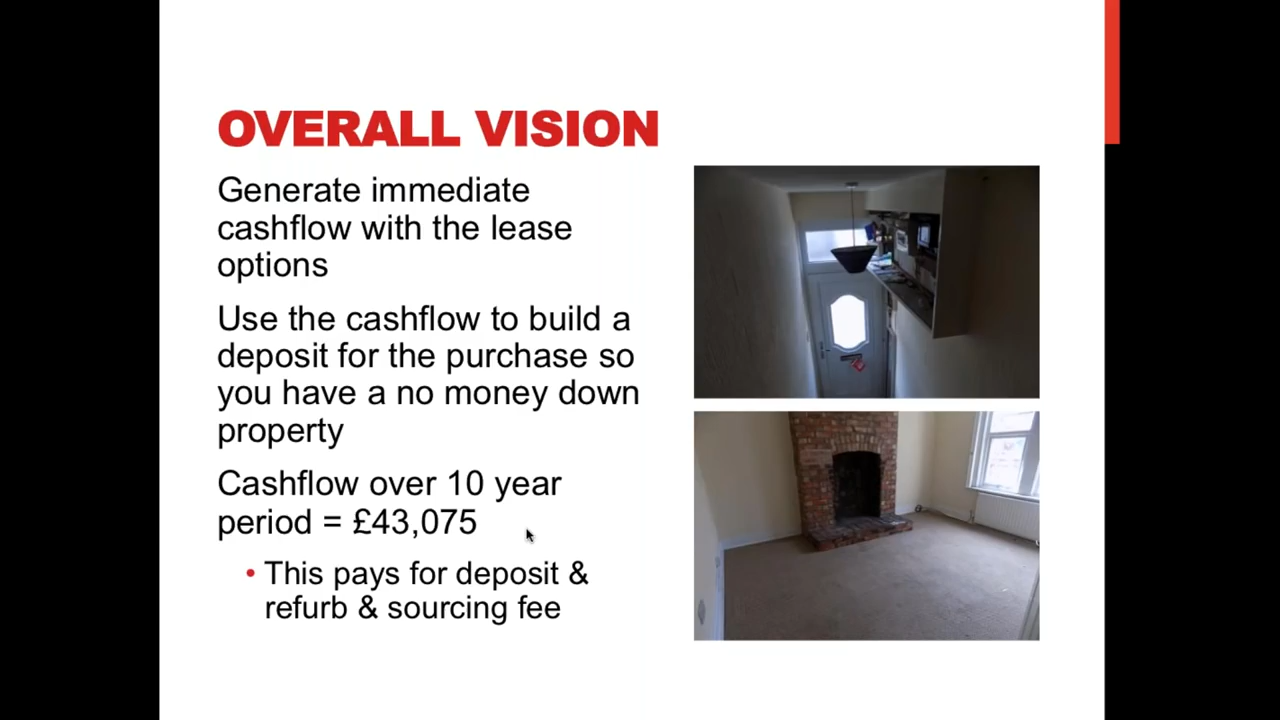 OVERALL VISION
Generate immediate
cashflow with the lease
options
Use the cashflow to build a
deposit for the purchase so
you have a no money down
property
Cashflow over 10 year
period = £43,075
• This pays for deposit &
refurb & sourcing fee